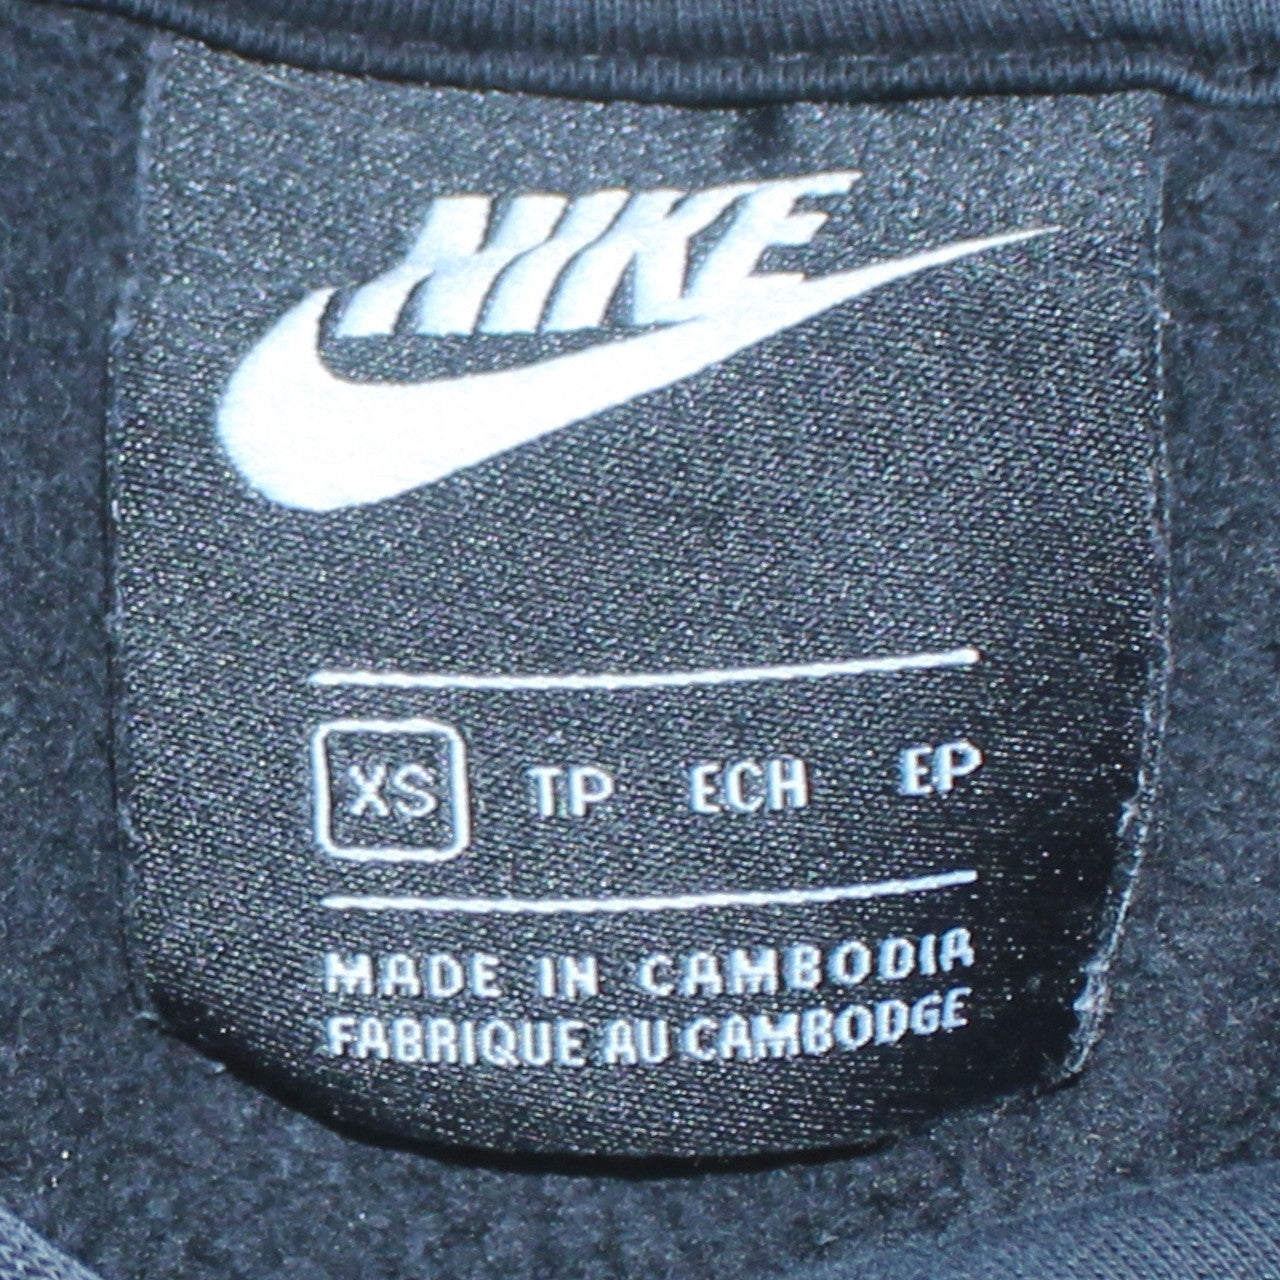 NIKE
XS TP ECH EP
MADE IN CAMBODIA
FABRIQUE AU CAMBODGE